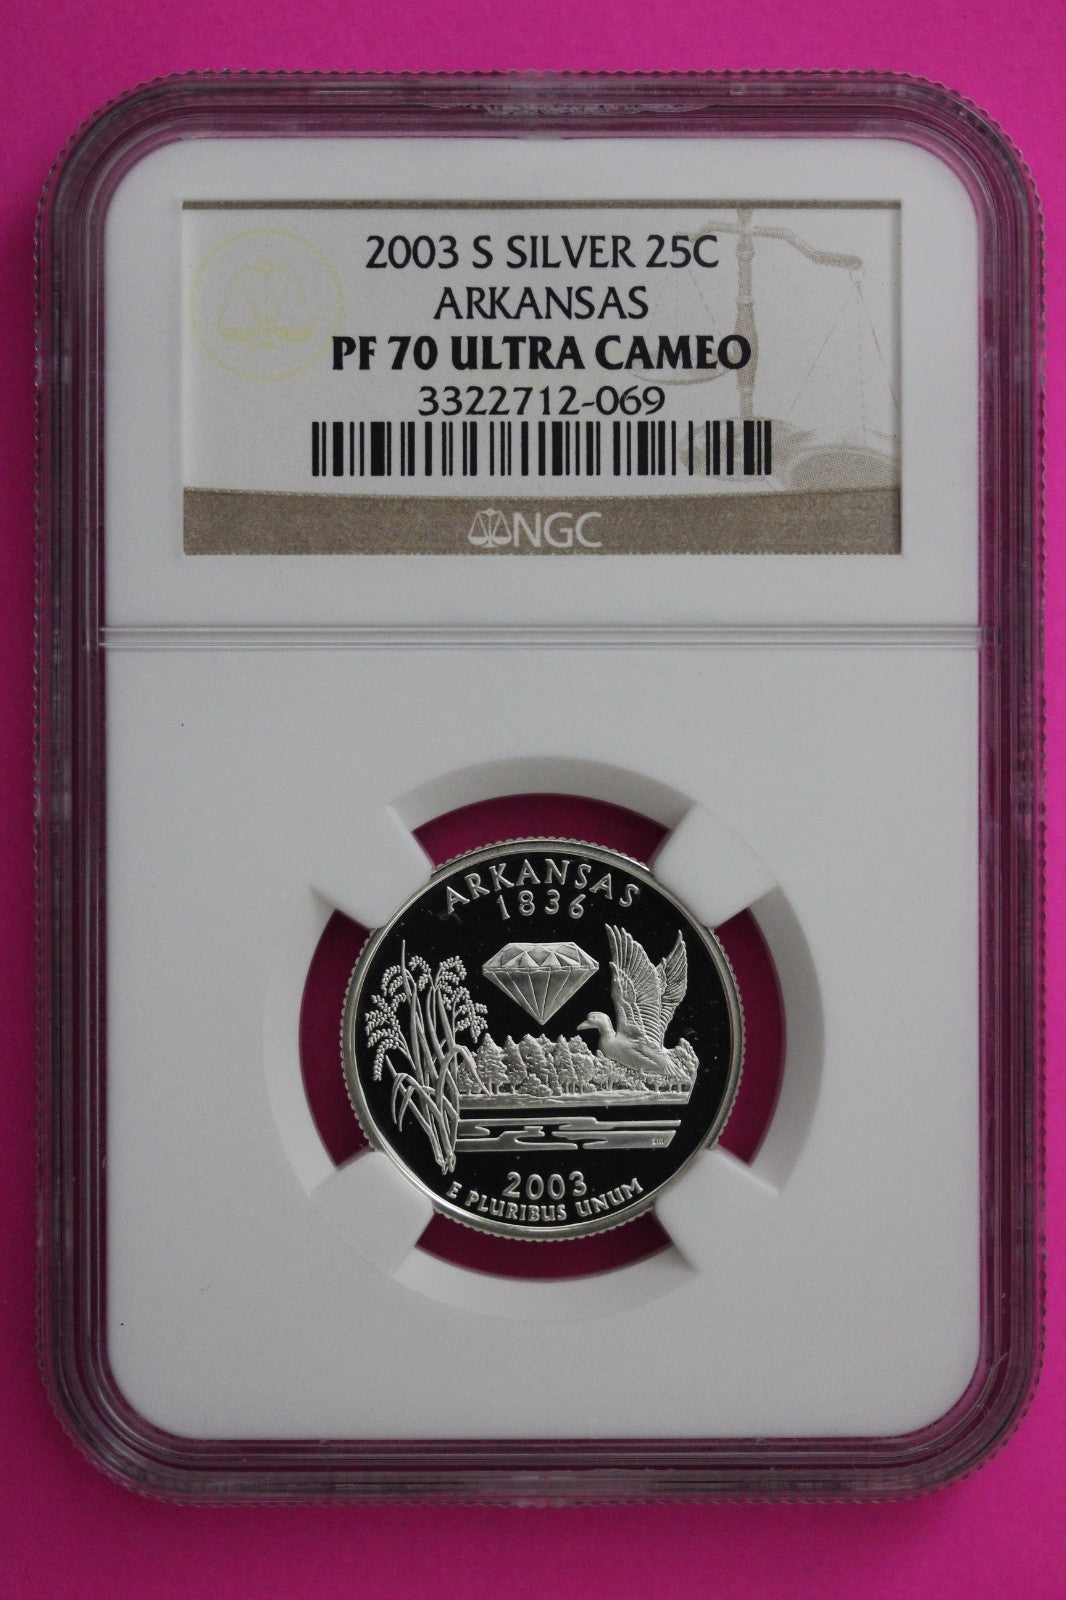 2003 S SILVER 25C
ARKANSAS
PF 70 ULTRA CAMEO
3322712-069
NGC
ARKANSAS
1836
2003
E PLURIBUS UNUM